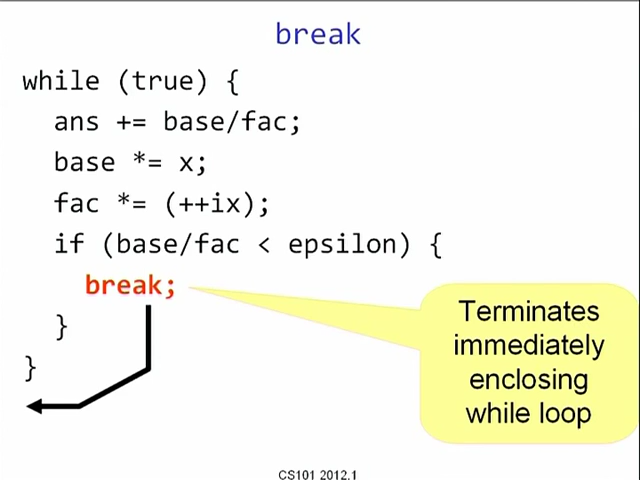 break
while (true) {
ans += base/fac;
base *= x;
fac *= (++ix);
if (base/fac < epsilon) {
break;
}
}
Terminates
immediately
enclosing
while loop
CS101 2012.1